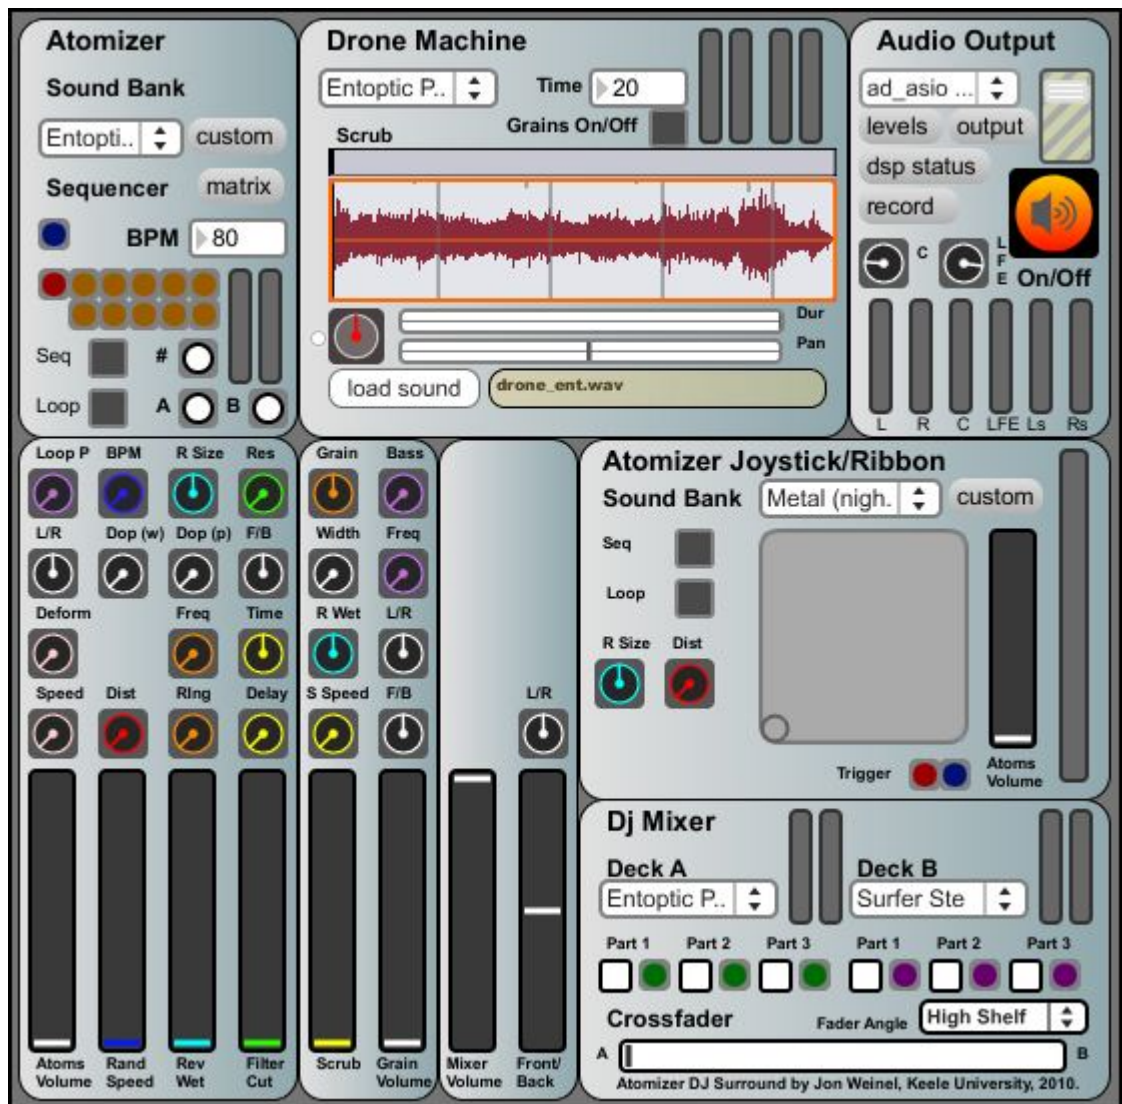 Atomizer
Sound Bank
Entopti..
custom
Sequencer
matrix
BPM
80
Seq
#
Loop
A
B
Drone Machine
Entoptic P..
Time
20
Grains On/Off
Scrub
Dur
Pan
load sound
drone_ent.wav
Audio Output
ad_asio ...
levels
output
dsp status
record
C
L
F
E
On/Off
L R C LFE Ls Rs
Loop P BPM R Size Res
L/R Dop (w) Dop (p) F/B
Deform Freq Time
Speed Dist RIng Delay
Atoms Rand Rev Filter
Volume Speed Wet Cut
Grain Bass
Width Freq
R Wet L/R
S Speed F/B
Scrub Grain
Volume
L/R
Mixer Front/
Volume Back
Atomizer Joystick/Ribbon
Sound Bank
Metal (nigh.
custom
Seq
Loop
R Size Dist
Trigger
Atoms
Volume
Dj Mixer
Deck A
Deck B
Entoptic P..
Surfer Ste
Part 1 Part 2 Part 3 Part 1 Part 2 Part 3
Crossfader
Fader Angle
High Shelf
A
B
Atomizer DJ Surround by Jon Weinel, Keele University, 2010.